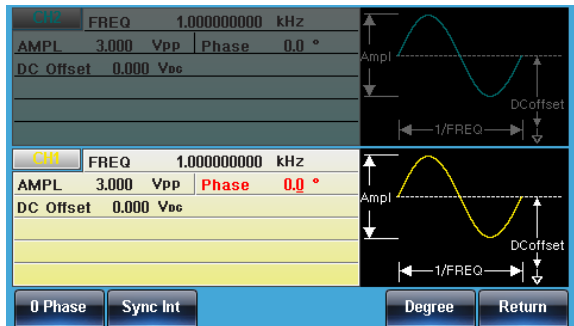 CH2 FREQ 1.000000000 kHz
AMPL 3.000 Vpp Phase 0.0 °
DC Offset 0.000 VDC
Ampl
DCoffset
1/FREQ
CH1 FREQ 1.000000000 kHz
AMPL 3.000 Vpp Phase 0.0 °
DC Offset 0.000 VDC
Ampl
DCoffset
1/FREQ
0 Phase Sync Int Degree Return